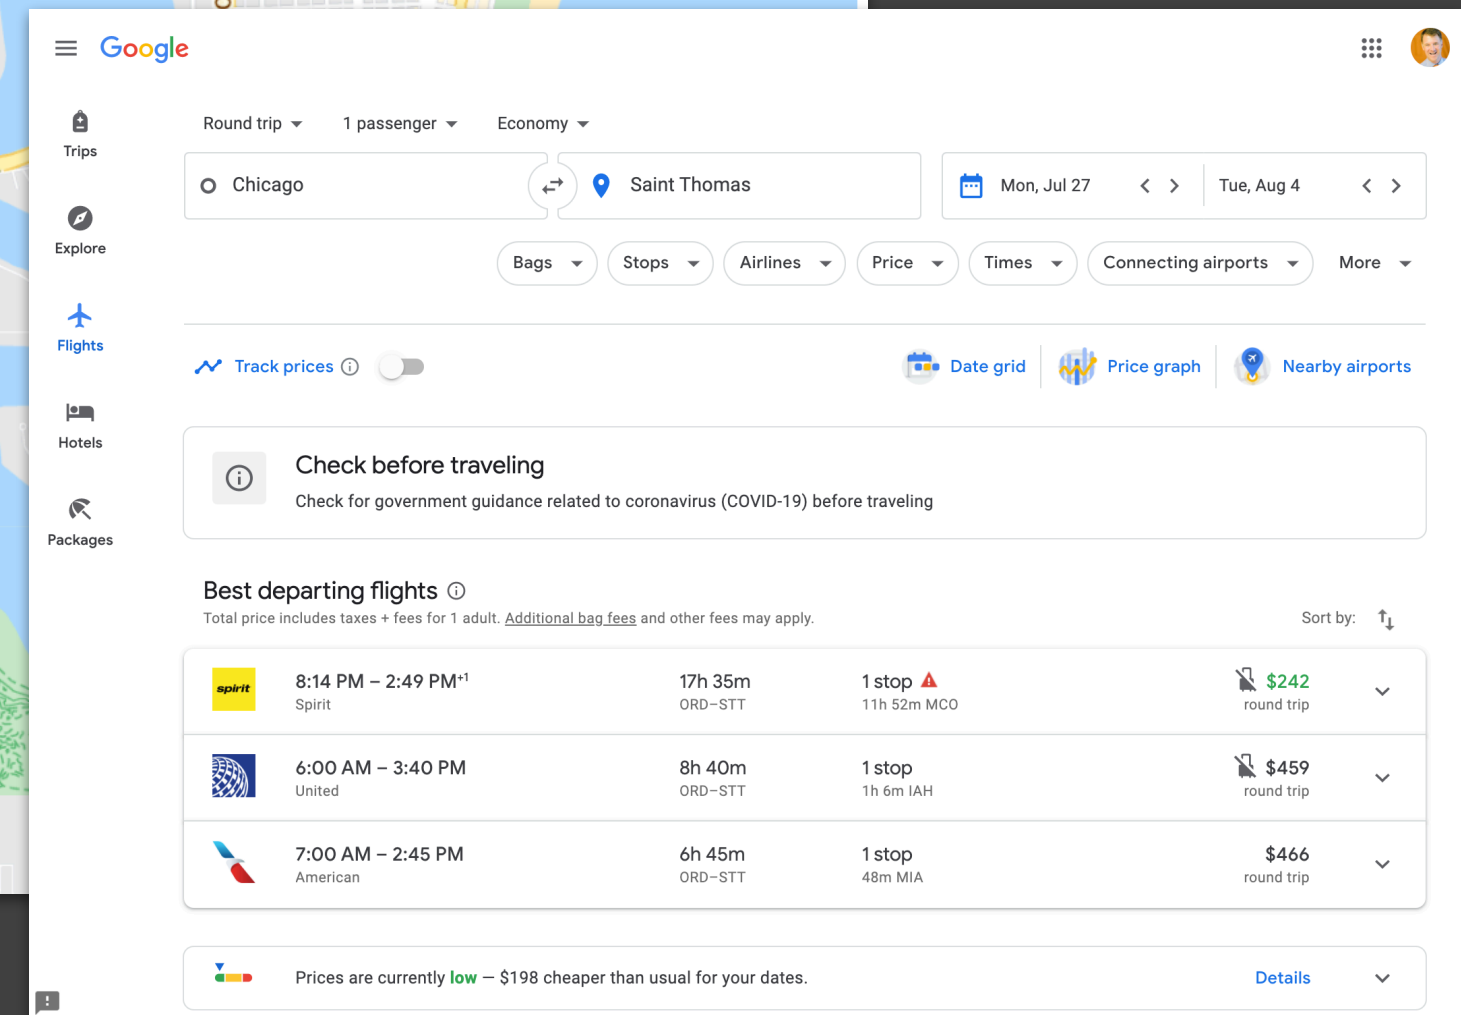 Google
Trips
Explore
Flights
Hotels
Packages
Round trip 1 passenger Economy
Chicago Saint Thomas Mon, Jul 27 Tue, Aug 4
Bags Stops Airlines Price Times Connecting airports More
Track prices Date grid Price graph Nearby airports
Check before traveling
Check for government guidance related to coronavirus (COVID-19) before traveling
Best departing flights
Total price includes taxes + fees for 1 adult. Additional bag fees and other fees may apply.
Sort by:
spirit 8:14 PM – 2:49 PM+1 17h 35m 1 stop $242
Spirit ORD–STT 11h 52m MCO round trip
6:00 AM – 3:40 PM 8h 40m 1 stop $459
United ORD–STT 1h 6m IAH round trip
7:00 AM – 2:45 PM 6h 45m 1 stop $466
American ORD–STT 48m MIA round trip
Prices are currently low — $198 cheaper than usual for your dates. Details